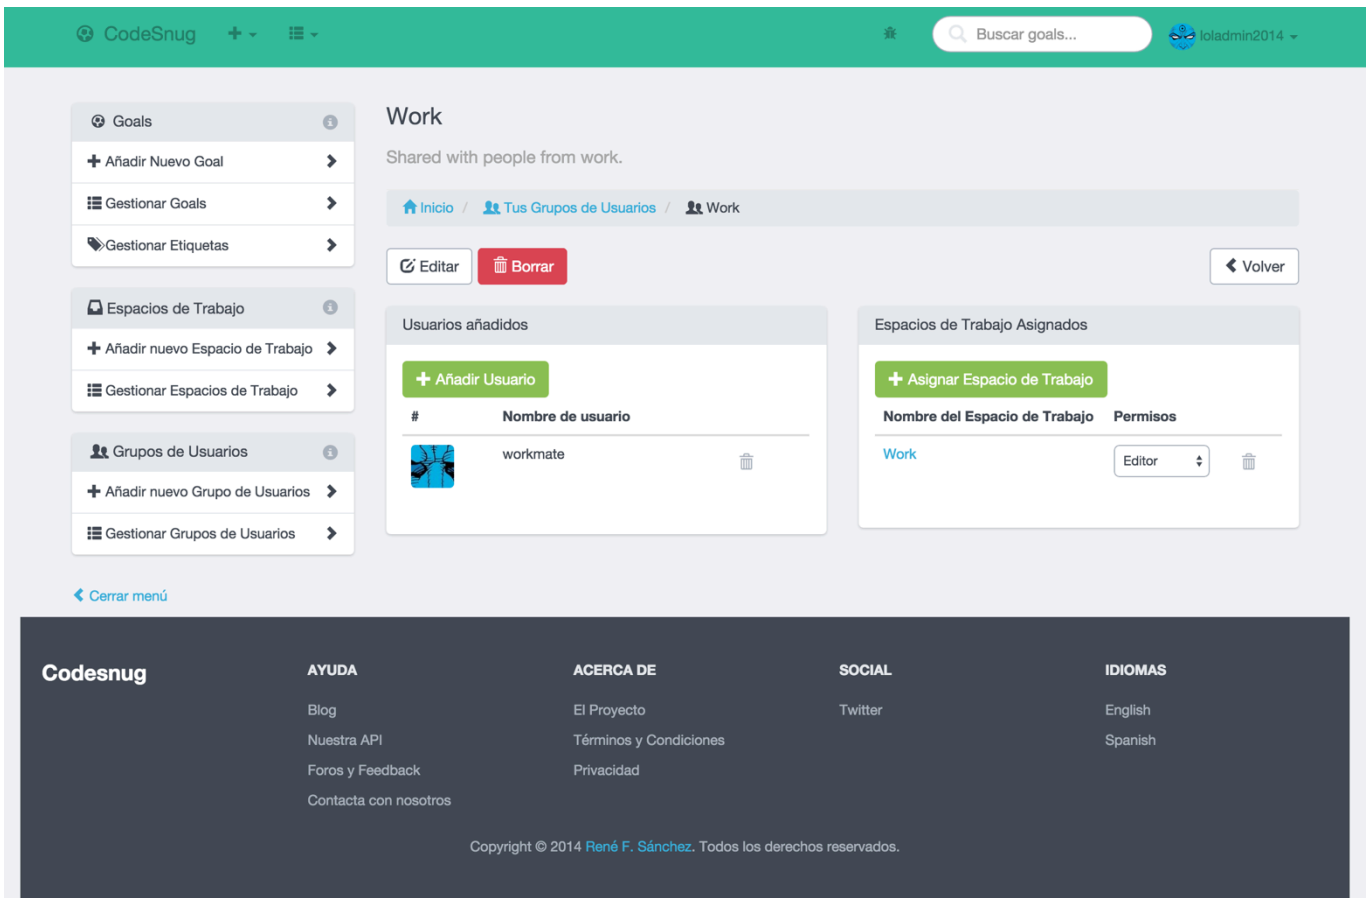 CodeSnug
Buscar goals...
loladmin2014
Goals
Añadir Nuevo Goal
Gestionar Goals
Gestionar Etiquetas
Espacios de Trabajo
Añadir nuevo Espacio de Trabajo
Gestionar Espacios de Trabajo
Grupos de Usuarios
Añadir nuevo Grupo de Usuarios
Gestionar Grupos de Usuarios
Cerrar menú
Work
Shared with people from work.
Inicio / Tus Grupos de Usuarios / Work
Editar
Borrar
Volver
Usuarios añadidos
Añadir Usuario
# Nombre de usuario
workmate
Espacios de Trabajo Asignados
Asignar Espacio de Trabajo
Nombre del Espacio de Trabajo Permisos
Work Editor
Codesnug
AYUDA
Blog
Nuestra API
Foros y Feedback
Contacta con nosotros
ACERCA DE
El Proyecto
Términos y Condiciones
Privacidad
SOCIAL
Twitter
IDIOMAS
English
Spanish
Copyright © 2014 René F. Sánchez. Todos los derechos reservados.